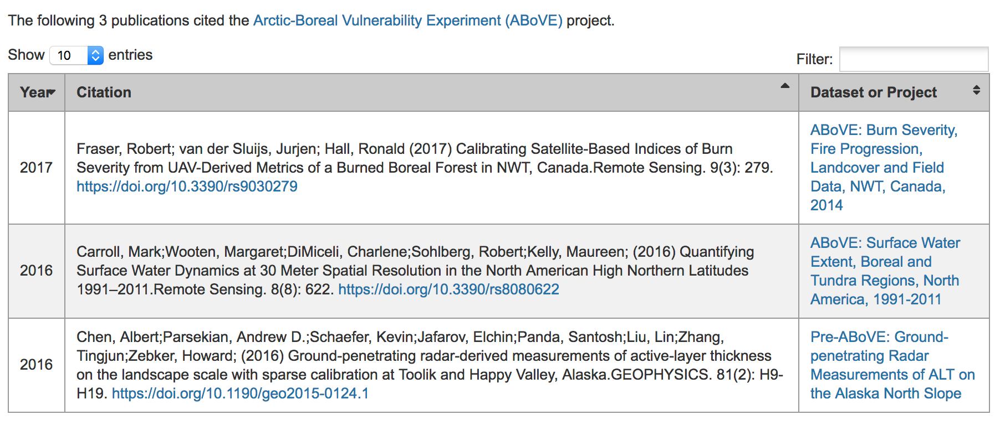 The following 3 publications cited the Arctic-Boreal Vulnerability Experiment (ABoVE) project.
Show 10 entries
Filter:
Year Citation Dataset or Project
2017
Fraser, Robert; van der Sluijs, Jurjen; Hall, Ronald (2017) Calibrating Satellite-Based Indices of Burn
Severity from UAV-Derived Metrics of a Burned Boreal Forest in NWT, Canada.Remote Sensing. 9(3): 279.
https://doi.org/10.3390/rs9030279
ABoVE: Burn Severity,
Fire Progression,
Landcover and Field
Data, NWT, Canada,
2014
2016
Carroll, Mark;Wooten, Margaret;DiMiceli, Charlene;Sohlberg, Robert;Kelly, Maureen; (2016) Quantifying
Surface Water Dynamics at 30 Meter Spatial Resolution in the North American High Northern Latitudes
1991–2011.Remote Sensing. 8(8): 622. https://doi.org/10.3390/rs8080622
ABoVE: Surface Water
Extent, Boreal and
Tundra Regions, North
America, 1991-2011
2016
Chen, Albert;Parsekian, Andrew D.;Schaefer, Kevin;Jafarov, Elchin;Panda, Santosh;Liu, Lin;Zhang,
Tingjun;Zebker, Howard; (2016) Ground-penetrating radar-derived measurements of active-layer thickness
on the landscape scale with sparse calibration at Toolik and Happy Valley, Alaska.GEOPHYSICS. 81(2): H9-
H19. https://doi.org/10.1190/geo2015-0124.1
Pre-ABoVE: Ground-
penetrating Radar
Measurements of ALT on
the Alaska North Slope